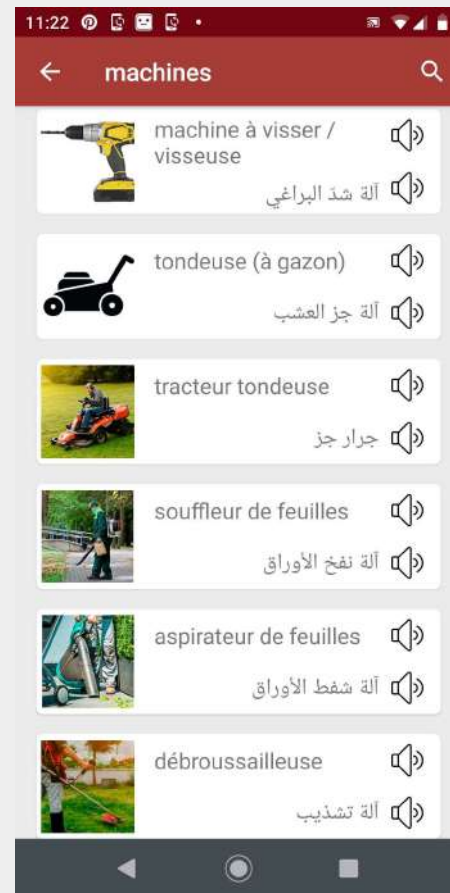 11:22
machines
machine à visser /
visseuse
آلة شدّ البراغي
tondeuse (à gazon)
آلة جز العشب
tracteur tondeuse
جرار جز
souffleur de feuilles
آلة نفخ الأوراق
aspirateur de feuilles
آلة شفط الأوراق
débroussailleuse
آلة تشذيب